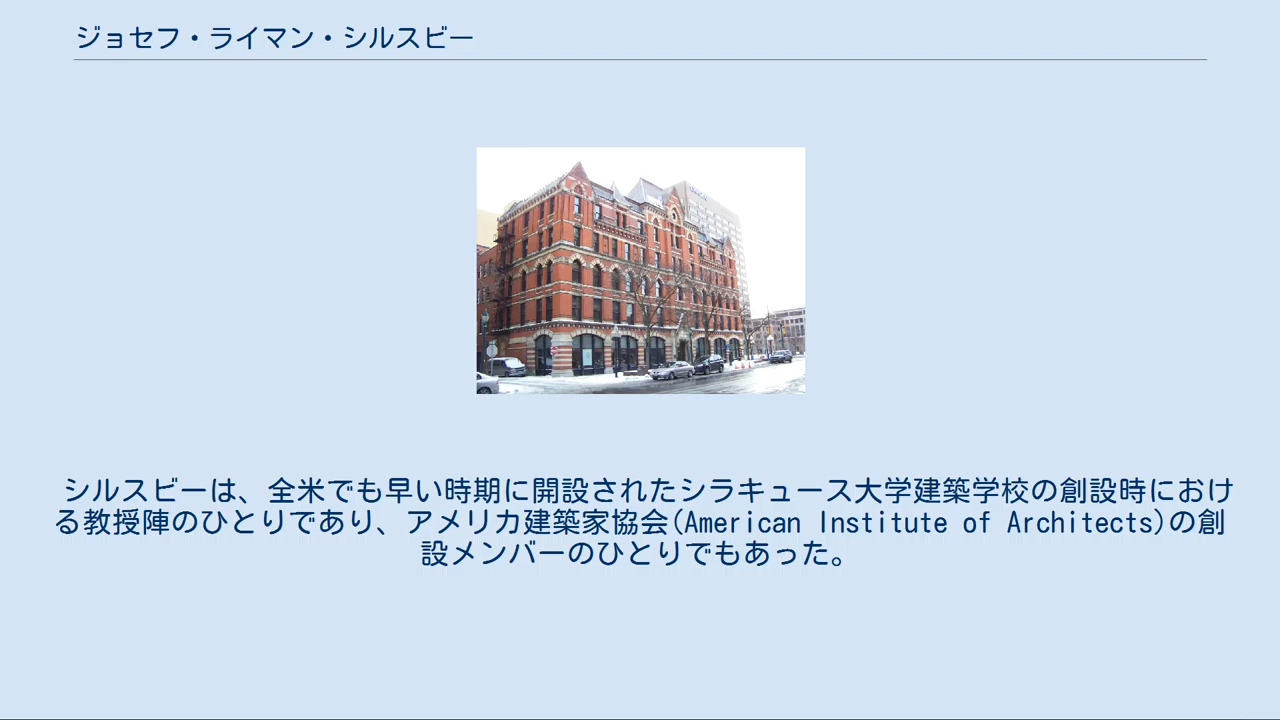 ジョセフ・ライマン・シルスビー
シルスビーは、全米でも早い時期に開設されたシラキュース大学建築学校の創設時におけ
る教授陣のひとりであり、アメリカ建築家協会(American Institute of Architects)の創
設メンバーのひとりでもあった。